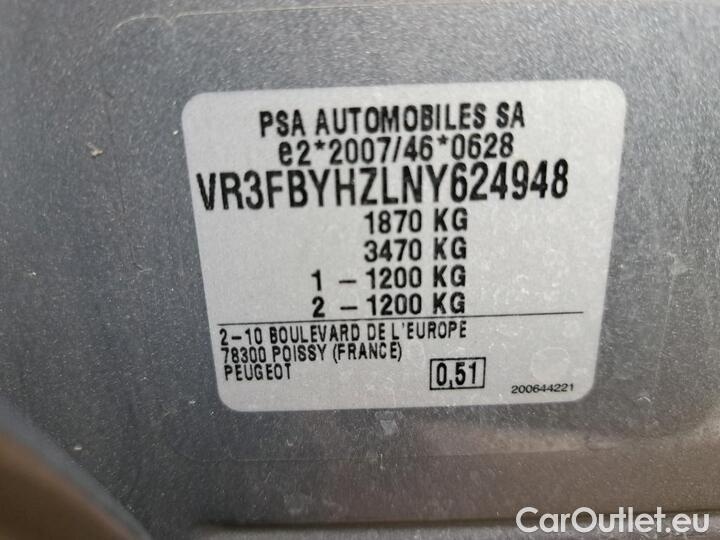 PSA AUTOMOBILES SA
e2*2007/46*0628
VR3FBYHZLNY624948
1870 KG
3470 KG
1 - 1200 KG
2 - 1200 KG
2-10 BOULEVARD DE L'EUROPE
78300 POISSY (FRANCE)
PEUGEOT
0,51
200644221
CarOutlet.eu